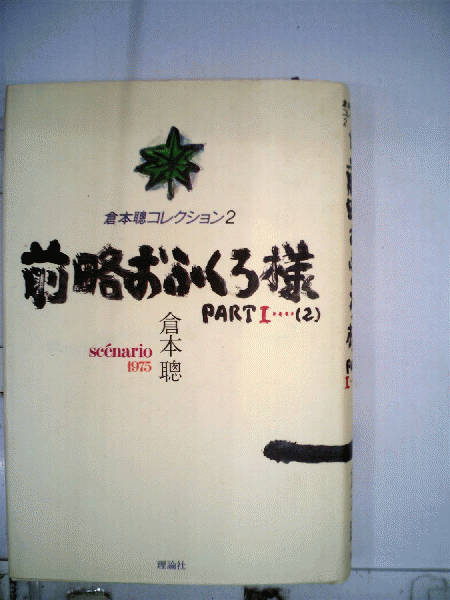 倉本聰コレクション2
前略おふくろ様
PART I‥‥(2)
倉本聰
scénario
1975
理論社